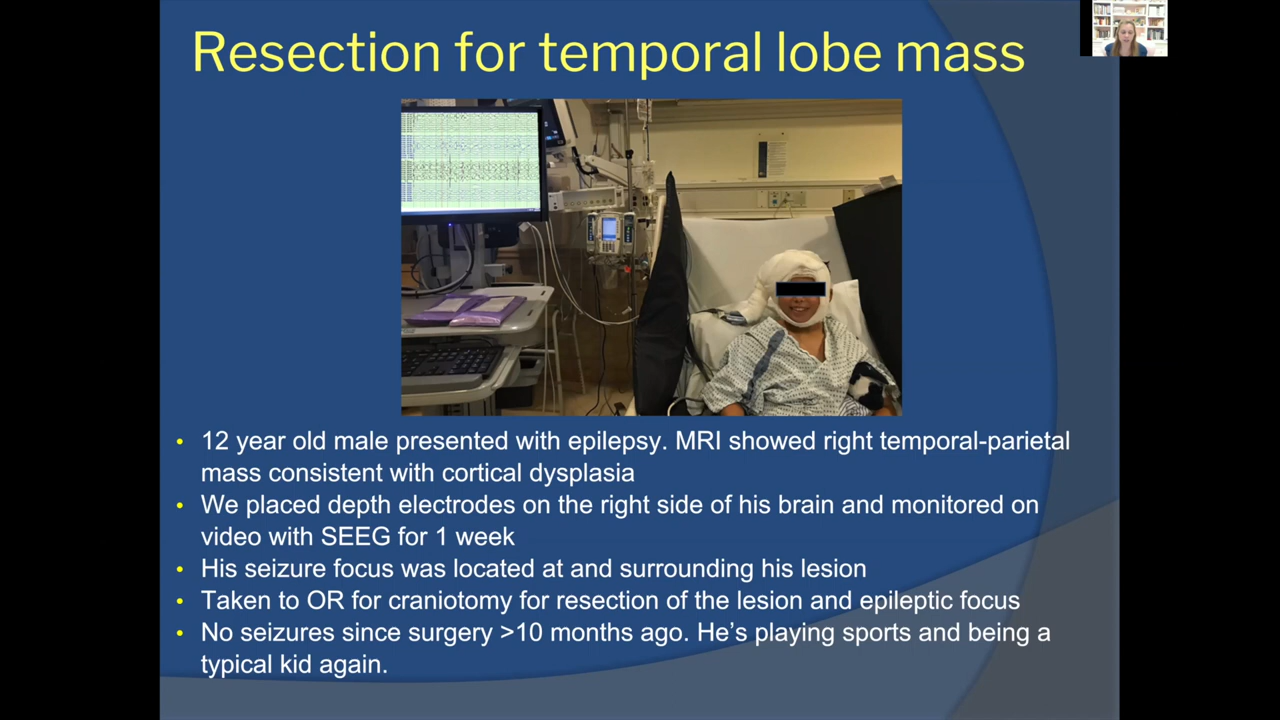 Resection for temporal lobe mass
• 12 year old male presented with epilepsy. MRI showed right temporal-parietal
mass consistent with cortical dysplasia
• We placed depth electrodes on the right side of his brain and monitored on
video with SEEG for 1 week
• His seizure focus was located at and surrounding his lesion
• Taken to OR for craniotomy for resection of the lesion and epileptic focus
• No seizures since surgery >10 months ago. He’s playing sports and being a
typical kid again.